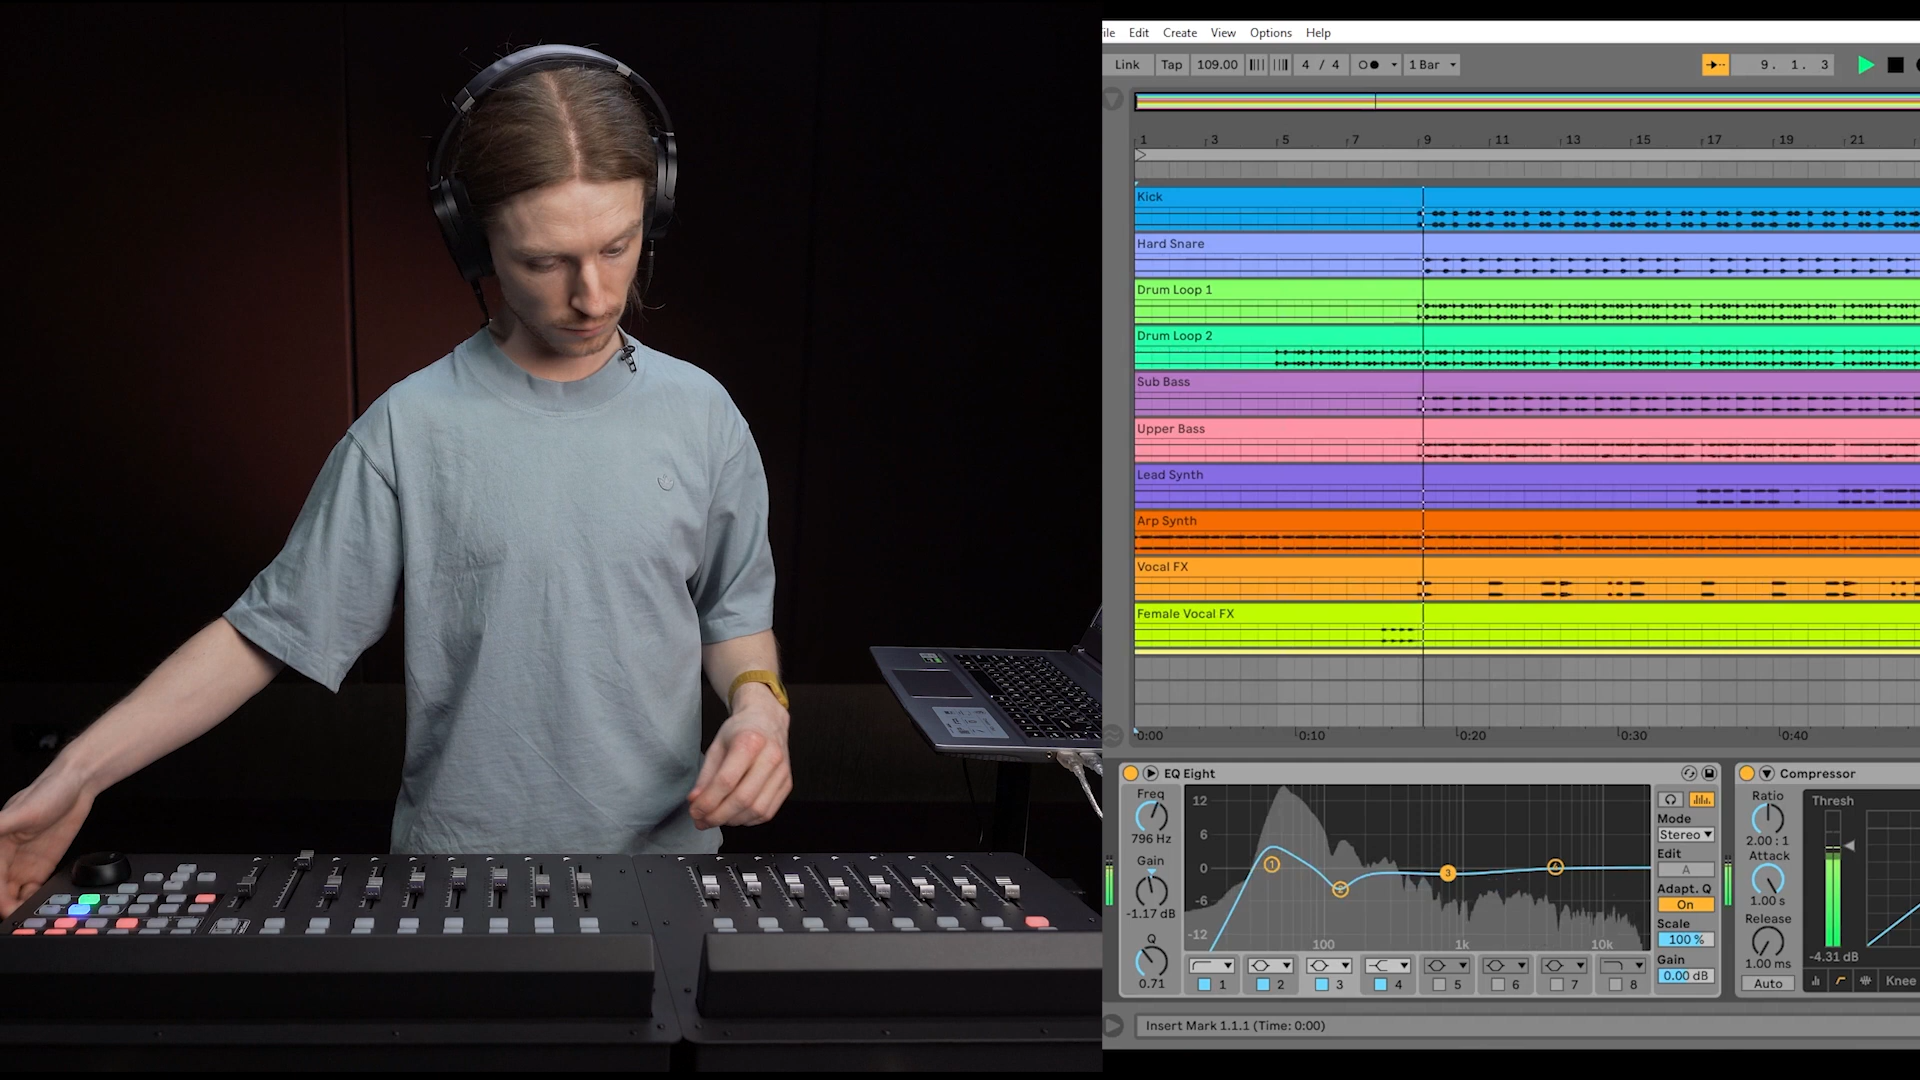 ile Edit Create View Options Help
Link Tap 109.00 4 / 4 1 Bar 9. 1. 3
1 3 5 7 9 11 13 15 17 19 21
Kick
Hard Snare
Drum Loop 1
Drum Loop 2
Sub Bass
Upper Bass
Lead Synth
Arp Synth
Vocal FX
Female Vocal FX
0:00 0:10 0:20 0:30 0:40
EQ Eight
Freq
796 Hz
Gain
-1.17 dB
Q
0.71
12
6
0
-6
-12
100 1k 10k
1 2 3 4
1 2 3 4 5 6 7 8
Mode
Stereo
Edit
A
Adapt. Q
On
Scale
100 %
Gain
0.00 dB
Compressor
Ratio
2.00 : 1
Attack
1.00 s
Release
1.00 ms
Auto
Thresh
-4.31 dB
Knee
Insert Mark 1.1.1 (Time: 0:00)